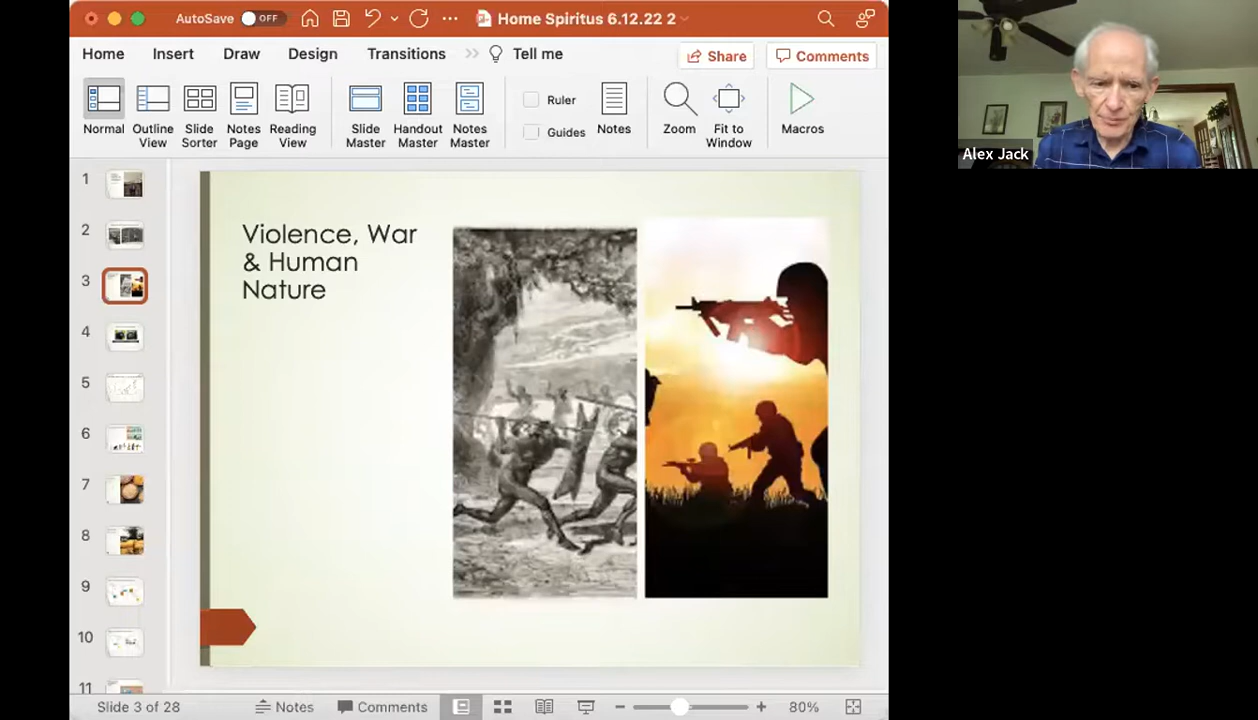 AutoSave OFF
Home Spiritus 6.12.22 2
Home Insert Draw Design Transitions Tell me
Share Comments
Normal
Outline View
Slide Sorter
Notes Page
Reading View
Slide Master
Handout Master
Notes Master
Ruler
Guides
Notes
Zoom
Fit to Window
Macros
Alex Jack
1
2
3
4
5
6
7
8
9
10
11
Violence, War
& Human
Nature
Slide 3 of 28 Notes Comments 80%